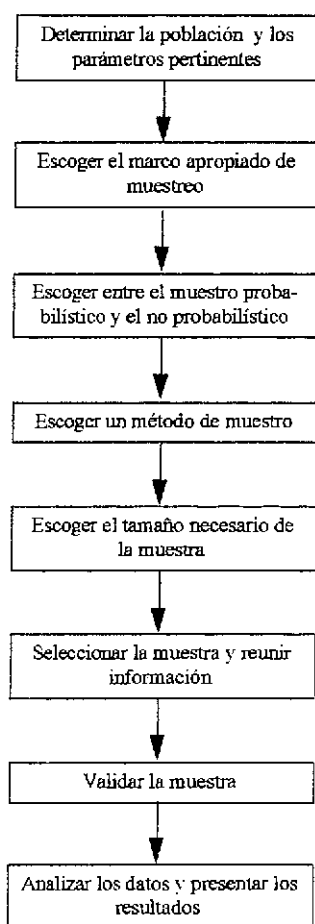 Determinar la población y los
parámetros pertinentes
Escoger el marco apropiado de
muestreo
Escoger entre el muestro proba-
bilístico y el no probabilístico
Escoger un método de muestro
Escoger el tamaño necesario de
la muestra
Seleccionar la muestra y reunir
información
Validar la muestra
Analizar los datos y presentar los
resultados